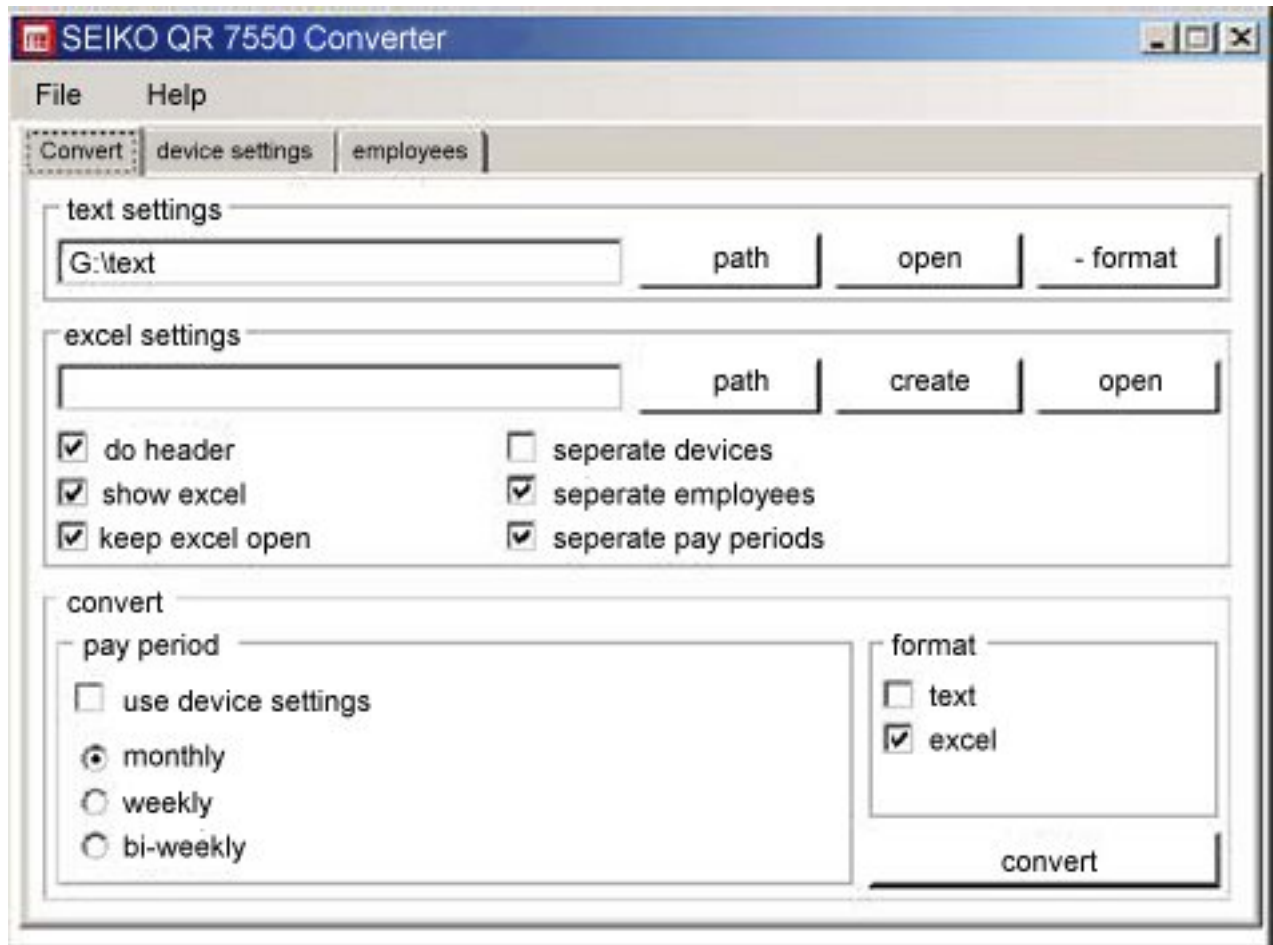 SEIKO QR 7550 Converter
File Help
Convert device settings employees
text settings
G:\text path open - format
excel settings
path create open
do header seperate devices
show excel seperate employees
keep excel open seperate pay periods
convert
pay period format
use device settings text
monthly excel
weekly
bi-weekly convert